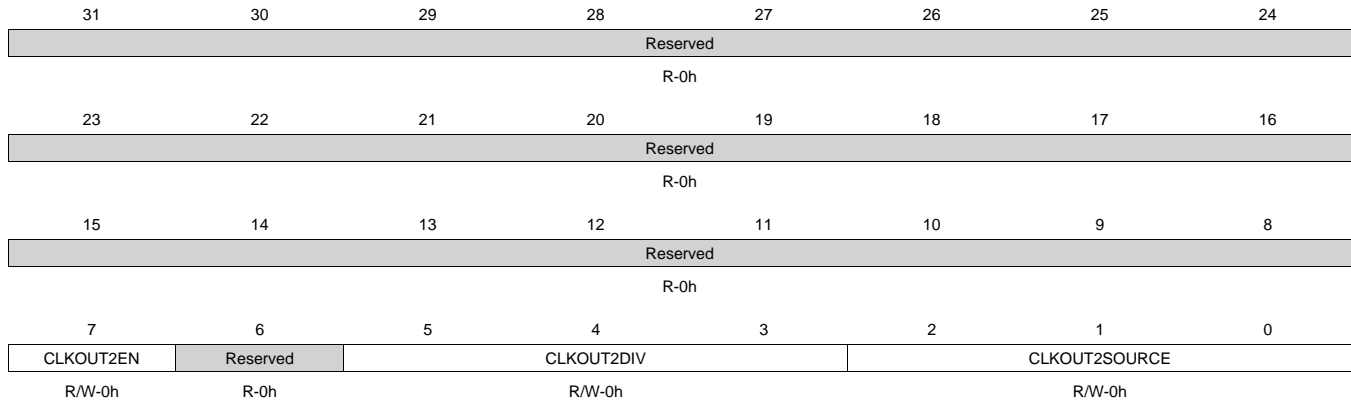 31 30 29 28 27 26 25 24
Reserved
R-0h
23 22 21 20 19 18 17 16
Reserved
R-0h
15 14 13 12 11 10 9 8
Reserved
R-0h
7 6 5 4 3 2 1 0
CLKOUT2EN Reserved CLKOUT2DIV CLKOUT2SOURCE
R/W-0h R-0h R/W-0h R/W-0h